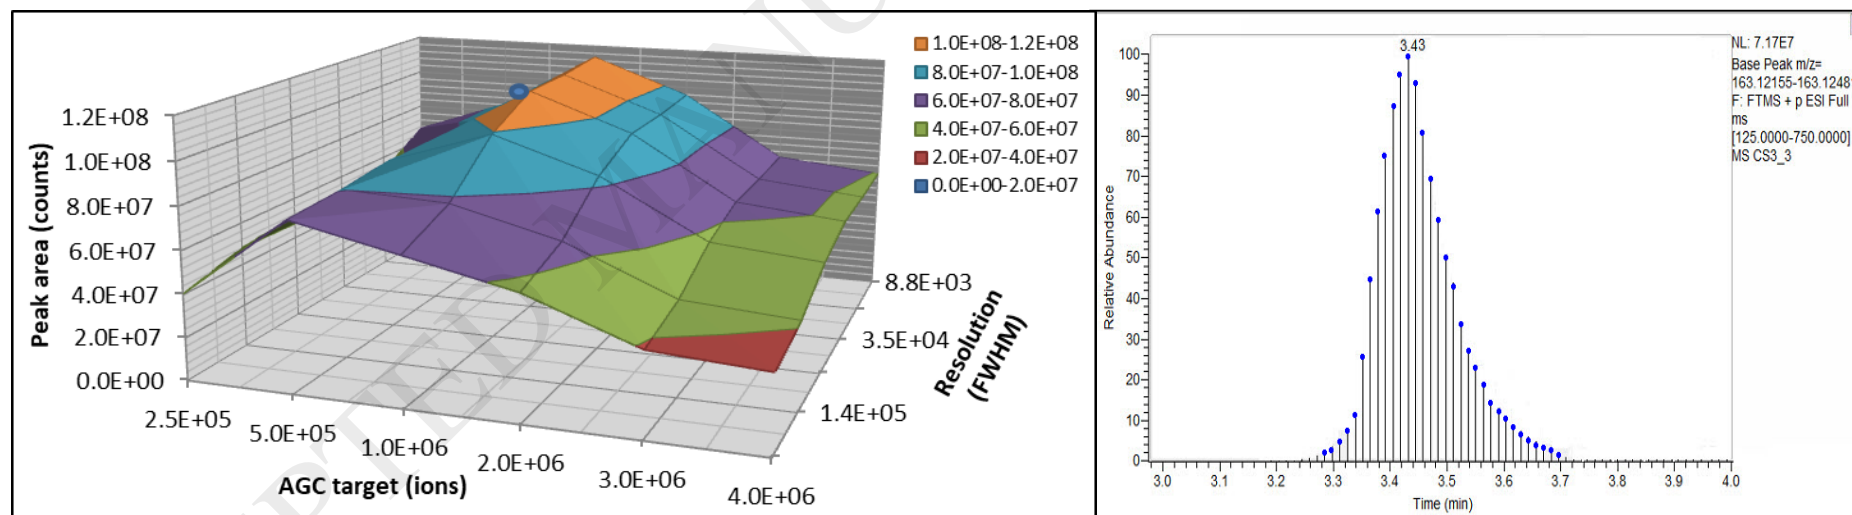 1.0E+08-1.2E+08
8.0E+07-1.0E+08
6.0E+07-8.0E+07
4.0E+07-6.0E+07
2.0E+07-4.0E+07
0.0E+00-2.0E+07
Peak area (counts)
1.2E+08
1.0E+08
8.0E+07
6.0E+07
4.0E+07
2.0E+07
0.0E+00
2.5E+05
5.0E+05
1.0E+06
2.0E+06
3.0E+06
4.0E+06
AGC target (ions)
8.8E+03
3.5E+04
1.4E+05
Resolution
(FWHM)
3.43
NL: 7.17E7
Base Peak m/z=
163.12155-163.1248
F: FTMS + p ESI Full
ms
[125.0000-750.0000]
MS CS3_3
Relative Abundance
100
90
80
70
60
50
40
30
20
10
0
3.0 3.1 3.2 3.3 3.4 3.5 3.6 3.7 3.8 3.9 4.0
Time (min)